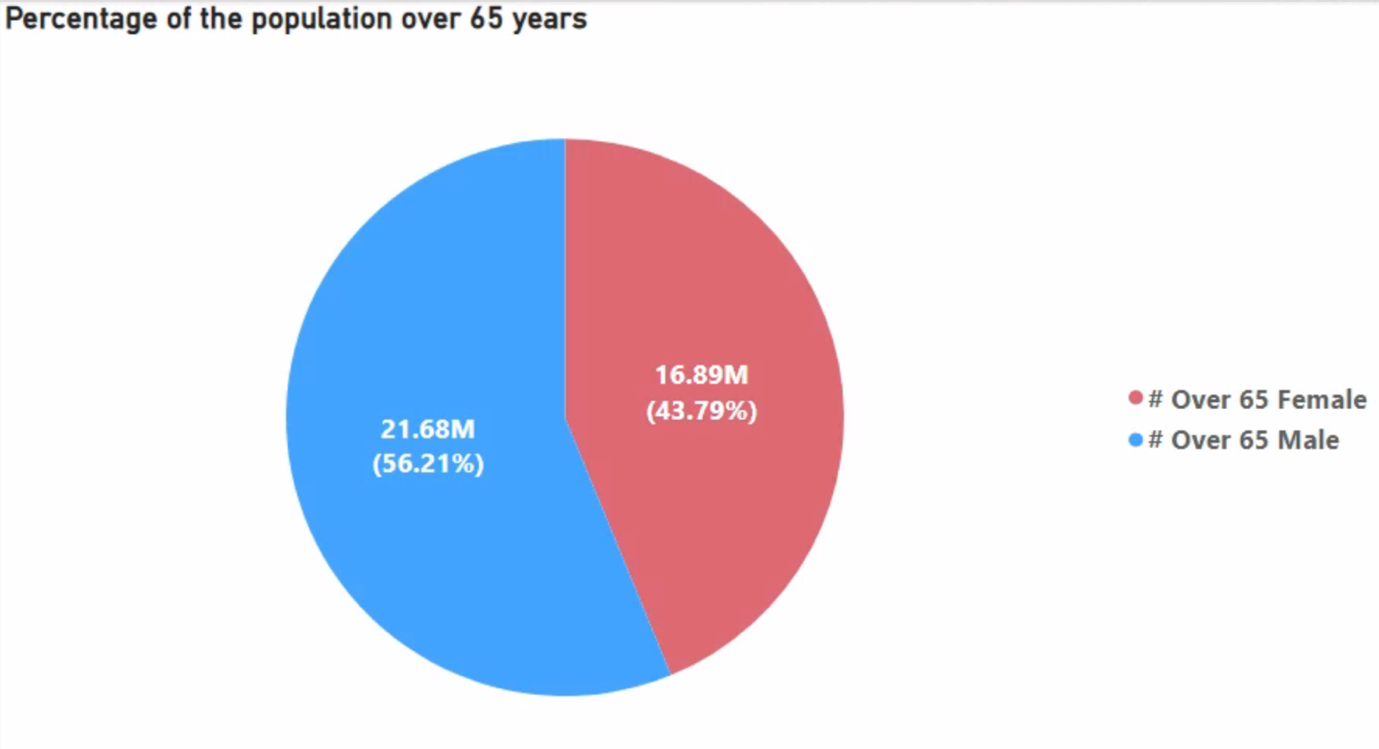 Percentage of the population over 65 years
16.89M
(43.79%)
21.68M
(56.21%)
# Over 65 Female
# Over 65 Male